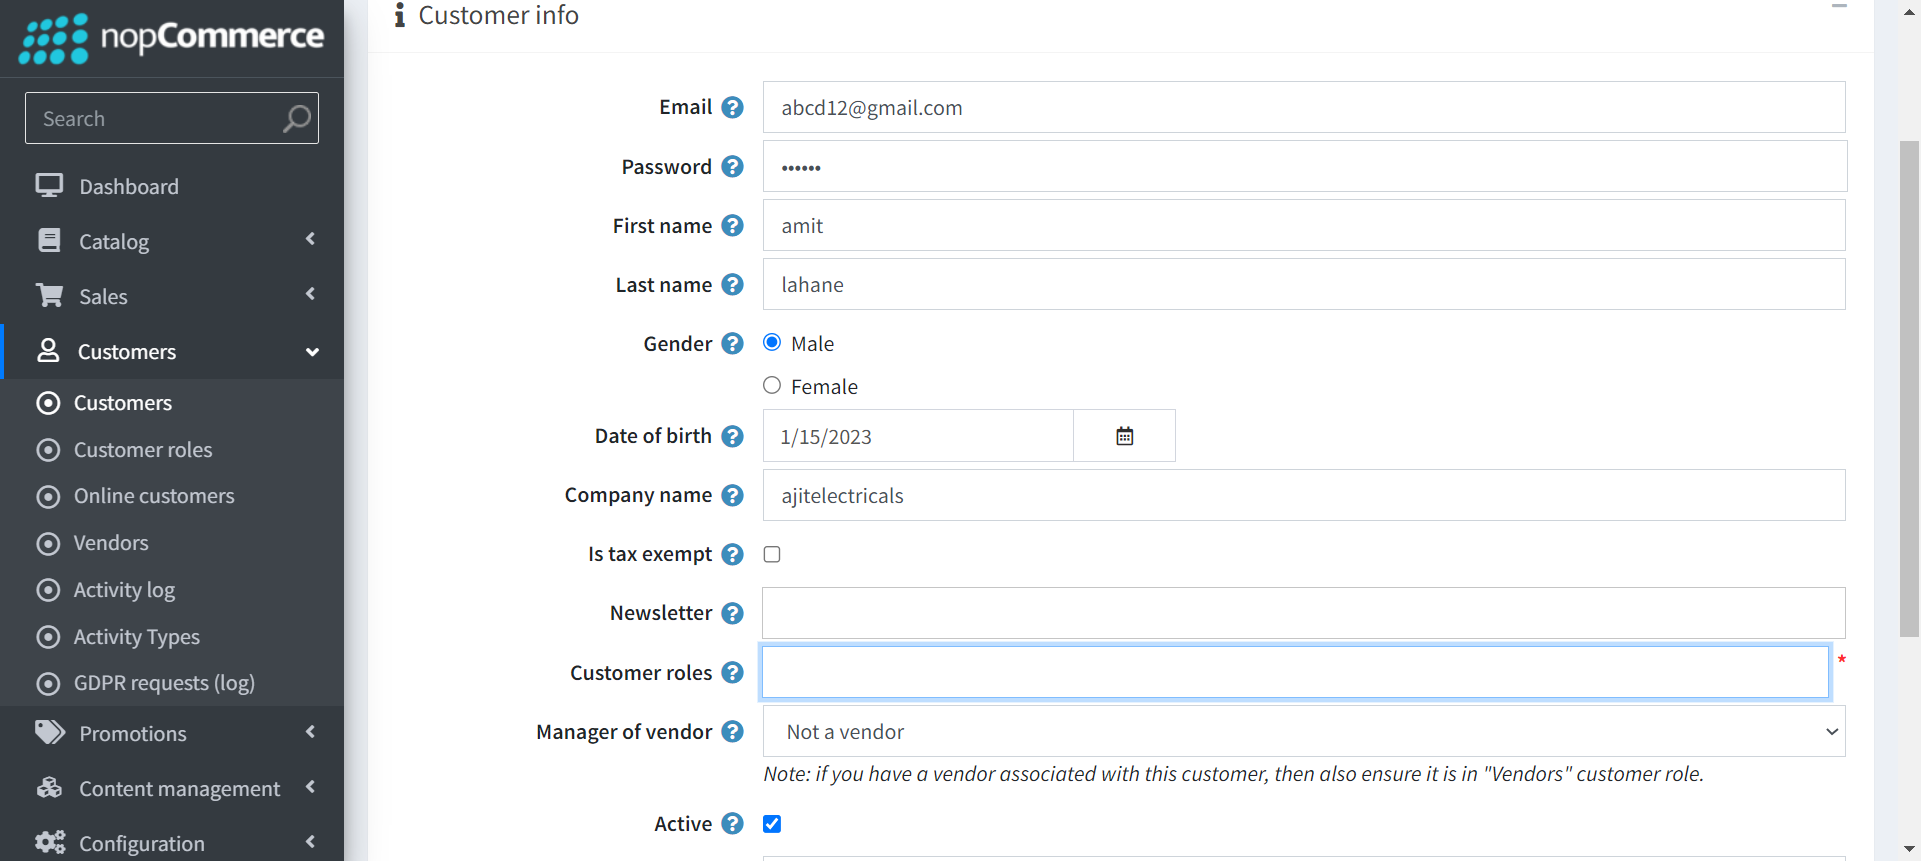 nopCommerce
Search
Dashboard
Catalog
Sales
Customers
Customers
Customer roles
Online customers
Vendors
Activity log
Activity Types
GDPR requests (log)
Promotions
Content management
Configuration
Customer info
Email ? abcd12@gmail.com
Password ? ••••••
First name ? amit
Last name ? lahane
Gender ? Male
Female
Date of birth ? 1/15/2023
Company name ? ajitelectricals
Is tax exempt ?
Newsletter ?
Customer roles ? *
Manager of vendor ? Not a vendor
Note: if you have a vendor associated with this customer, then also ensure it is in "Vendors" customer role.
Active ?